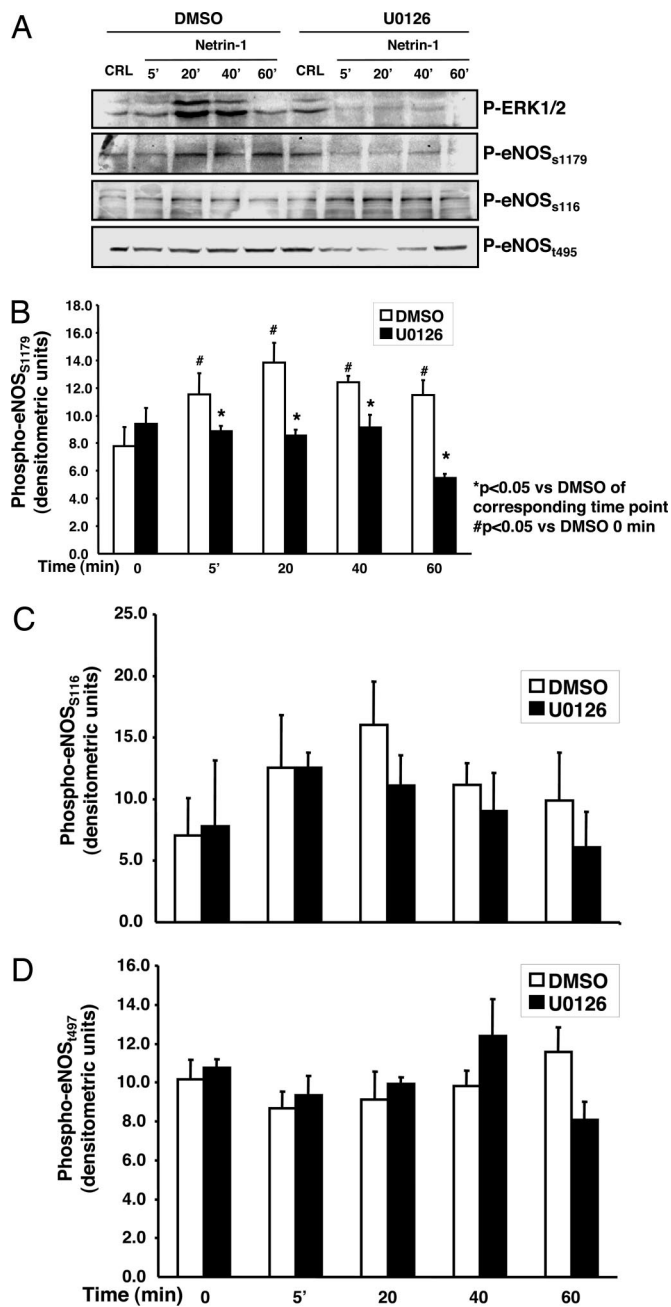 A
DMSO U0126
Netrin-1 Netrin-1
CRL 5' 20' 40' 60' CRL 5' 20' 40' 60'
P-ERK1/2
P-eNOSs1179
P-eNOSs116
P-eNOSt495
B
Phospho-eNOSS1179
(densitometric units)
18.0
16.0
14.0
12.0
10.0
8.0
6.0
4.0
2.0
0.0
DMSO
U0126
# # # #
* * * *
*p<0.05 vs DMSO of
corresponding time point
#p<0.05 vs DMSO 0 min
Time (min) 0 5' 20 40 60
C
Phospho-eNOSS116
(densitometric units)
25.0
20.0
15.0
10.0
5.0
0.0
DMSO
U0126
D
Phospho-eNOSt497
(densitometric units)
16.0
14.0
12.0
10.0
8.0
6.0
4.0
2.0
0.0
DMSO
U0126
Time (min) 0 5' 20 40 60